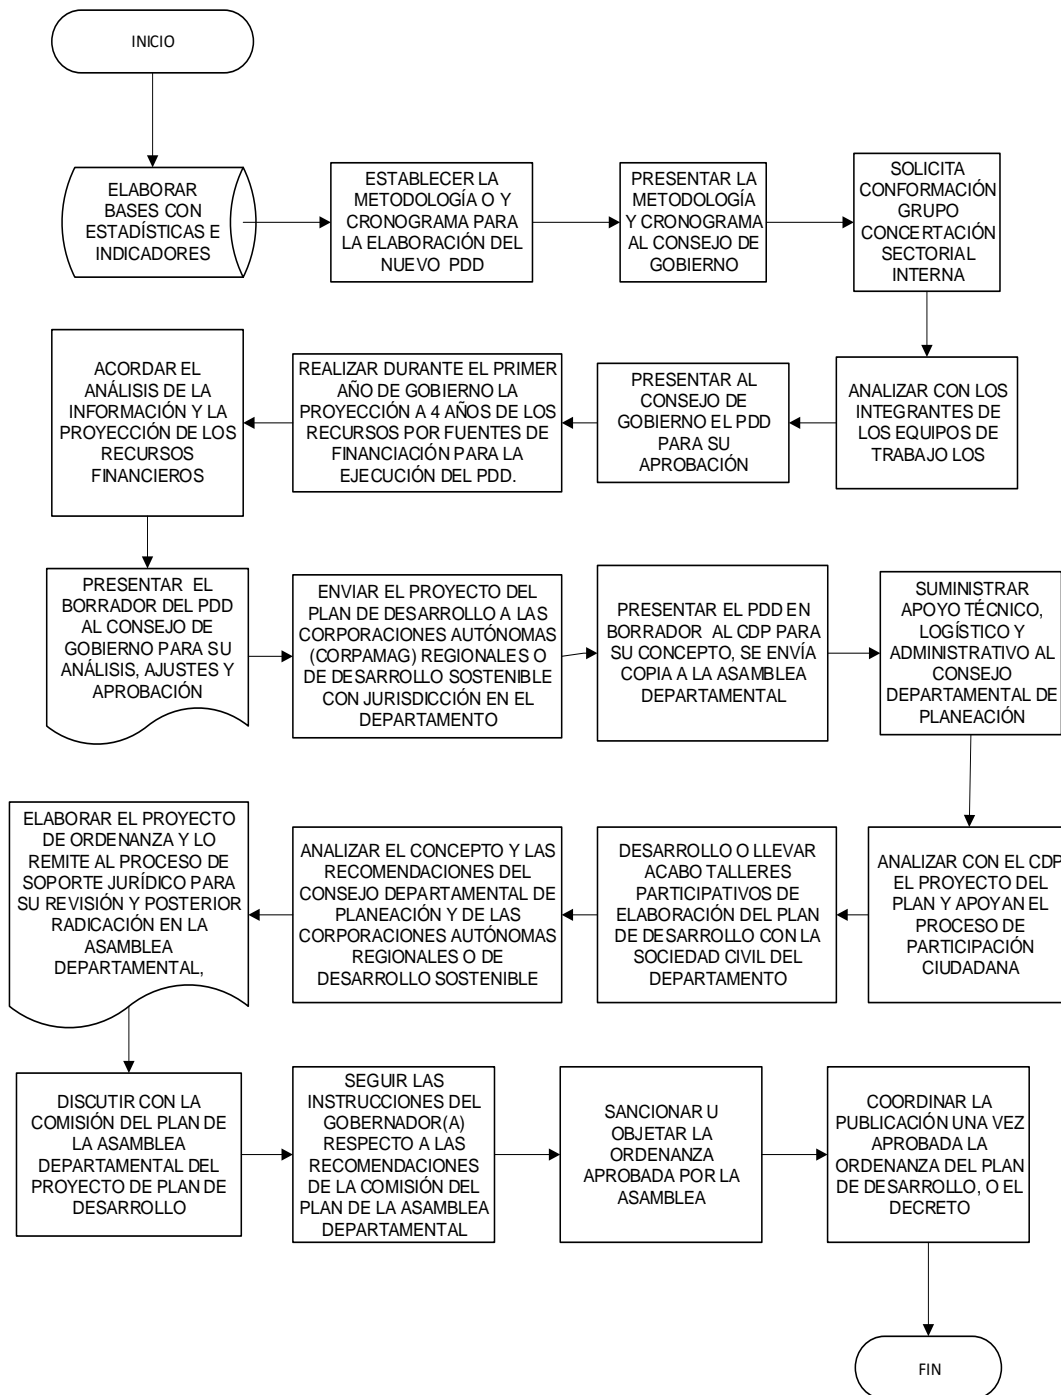 INICIO
ELABORAR
BASES CON
ESTADÍSTICAS E
INDICADORES
ESTABLECER LA
METODOLOGÍA O Y
CRONOGRAMA PARA
LA ELABORACIÓN DEL
NUEVO PDD
PRESENTAR LA
METODOLOGÍA
Y CRONOGRAMA
AL CONSEJO DE
GOBIERNO
SOLICITA
CONFORMACIÓN
GRUPO
CONCERTACIÓN
SECTORIAL
INTERNA
ANALIZAR CON LOS
INTEGRANTES DE
LOS EQUIPOS DE
TRABAJO LOS
PRESENTAR AL
CONSEJO DE
GOBIERNO EL PDD
PARA SU
APROBACIÓN
REALIZAR DURANTE EL PRIMER
AÑO DE GOBIERNO LA
PROYECCIÓN A 4 AÑOS DE LOS
RECURSOS POR FUENTES DE
FINANCIACIÓN PARA LA
EJECUCIÓN DEL PDD.
ACORDAR EL
ANÁLISIS DE LA
INFORMACIÓN Y LA
PROYECCIÓN DE LOS
RECURSOS
FINANCIEROS
PRESENTAR EL
BORRADOR DEL PDD
AL CONSEJO DE
GOBIERNO PARA SU
ANÁLISIS, AJUSTES Y
APROBACIÓN
ENVIAR EL PROYECTO DEL
PLAN DE DESARROLLO A LAS
CORPORACIONES AUTÓNOMAS
(CORPAMAG) REGIONALES O
DE DESARROLLO SOSTENIBLE
CON JURISDICCIÓN EN EL
DEPARTAMENTO
PRESENTAR EL PDD EN
BORRADOR AL CDP PARA
SU CONCEPTO, SE ENVÍA
COPIA A LA ASAMBLEA
DEPARTAMENTAL
SUMINISTRAR
APOYO TÉCNICO,
LOGÍSTICO Y
ADMINISTRATIVO AL
CONSEJO
DEPARTAMENTAL DE
PLANEACIÓN
ANALIZAR CON EL CDP
EL PROYECTO DEL
PLAN Y APOYAN EL
PROCESO DE
PARTICIPACIÓN
CIUDADANA
DESARROLLO O LLEVAR
ACABO TALLERES
PARTICIPATIVOS DE
ELABORACIÓN DEL PLAN
DE DESARROLLO CON LA
SOCIEDAD CIVIL DEL
DEPARTAMENTO
ANALIZAR EL CONCEPTO Y LAS
RECOMENDACIONES DEL
CONSEJO DEPARTAMENTAL DE
PLANEACIÓN Y DE LAS
CORPORACIONES AUTÓNOMAS
REGIONALES O DE
DESARROLLO SOSTENIBLE
ELABORAR EL PROYECTO
DE ORDENANZA Y LO
REMITE AL PROCESO DE
SOPORTE JURÍDICO PARA
SU REVISIÓN Y POSTERIOR
RADICACIÓN EN LA
ASAMBLEA
DEPARTAMENTAL,
DISCUTIR CON LA
COMISIÓN DEL PLAN DE
LA ASAMBLEA
DEPARTAMENTAL DEL
PROYECTO DE PLAN DE
DESARROLLO
SEGUIR LAS
INSTRUCCIONES DEL
GOBERNADOR(A)
RESPECTO A LAS
RECOMENDACIONES
DE LA COMISIÓN DEL
PLAN DE LA ASAMBLEA
DEPARTAMENTAL
SANCIONAR U
OBJETAR LA
ORDENANZA
APROBADA POR LA
ASAMBLEA
COORDINAR LA
PUBLICACIÓN UNA VEZ
APROBADA LA
ORDENANZA DEL PLAN
DE DESARROLLO, O EL
DECRETO
FIN